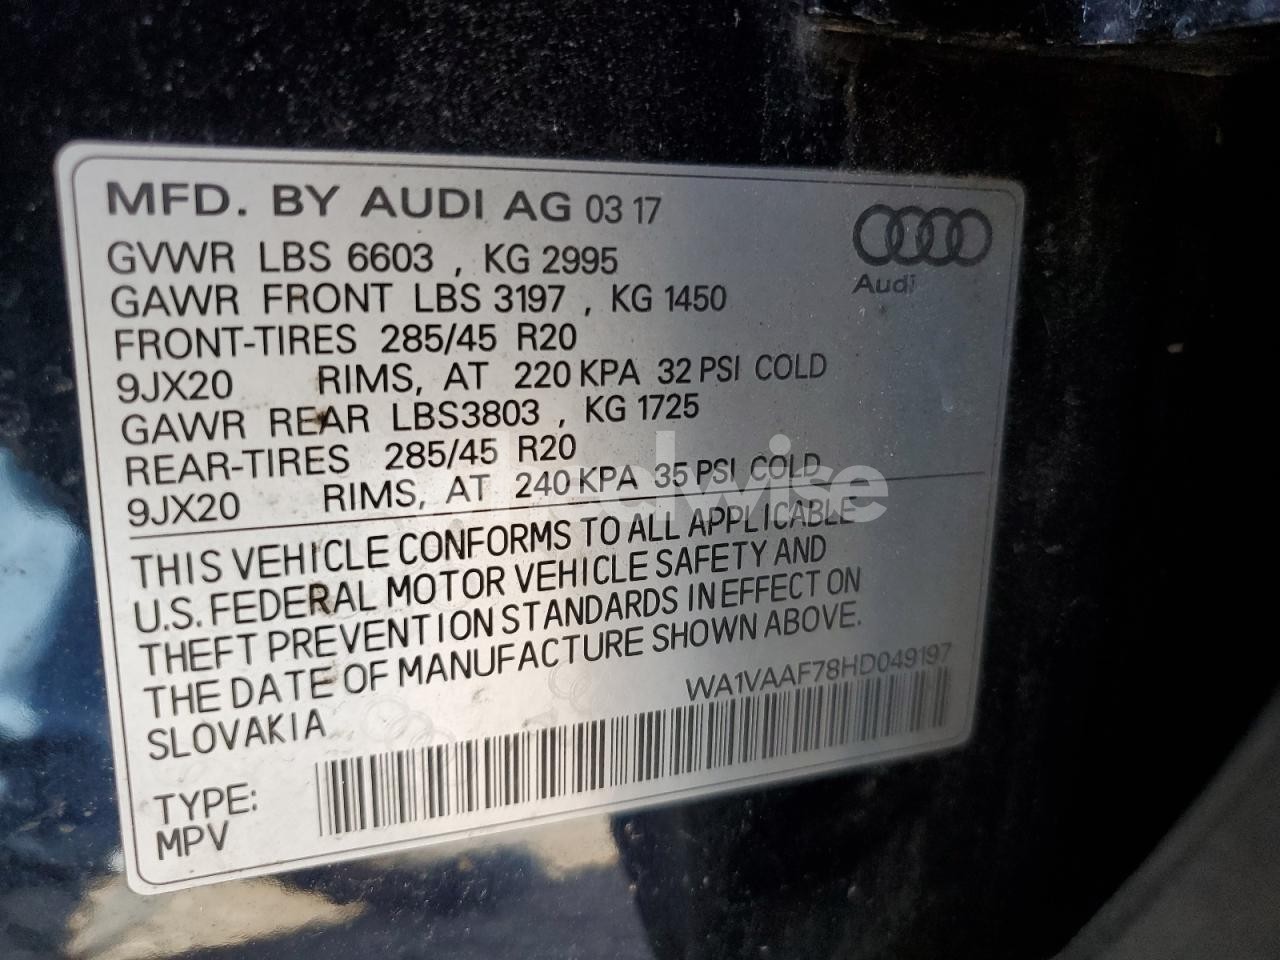 MFD. BY AUDI AG 03 17
Audi
GVWR LBS 6603 , KG 2995
GAWR FRONT LBS 3197 , KG 1450
FRONT-TIRES 285/45 R20
9JX20 RIMS, AT 220 KPA 32 PSI COLD
GAWR REAR LBS3803 , KG 1725
REAR-TIRES 285/45 R20
9JX20 RIMS, AT 240 KPA 35 PSI COLD
THIS VEHICLE CONFORMS TO ALL APPLICABLE
U.S. FEDERAL MOTOR VEHICLE SAFETY AND
THEFT PREVENTION STANDARDS IN EFFECT ON
THE DATE OF MANUFACTURE SHOWN ABOVE.
SLOVAKIA
WA1VAAF78HD049197
TYPE:
MPV